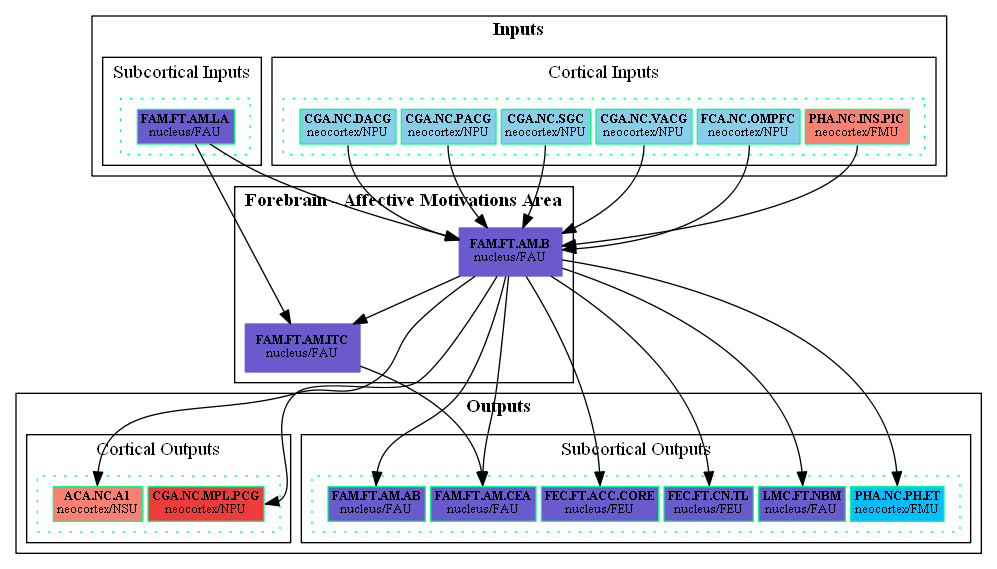 Inputs
Subcortical Inputs
Cortical Inputs
FAM.FT.AM.LA
nucleus/FAU
CGA.NC.DACG
neocortex/NPU
CGA.NC.PACG
neocortex/NPU
CGA.NC.SGC
neocortex/NPU
CGA.NC.VACG
neocortex/NPU
FCA.NC.OMPFC
neocortex/NPU
PHA.NC.INS.PIC
neocortex/FMU
Forebrain - Affective Motivations Area
FAM.FT.AM.B
nucleus/FAU
FAM.FT.AM.ITC
nucleus/FAU
Outputs
Cortical Outputs
Subcortical Outputs
ACA.NC.A1
neocortex/NSU
CGA.NC.MPL.PCG
neocortex/NPU
FAM.FT.AM.AB
nucleus/FAU
FAM.FT.AM.CEA
nucleus/FAU
FEC.FT.ACC.CORE
nucleus/FEU
FEC.FT.CN.TL
nucleus/FEU
LMC.FT.NBM
nucleus/FAU
PHA.NC.PH.ET
neocortex/FMU